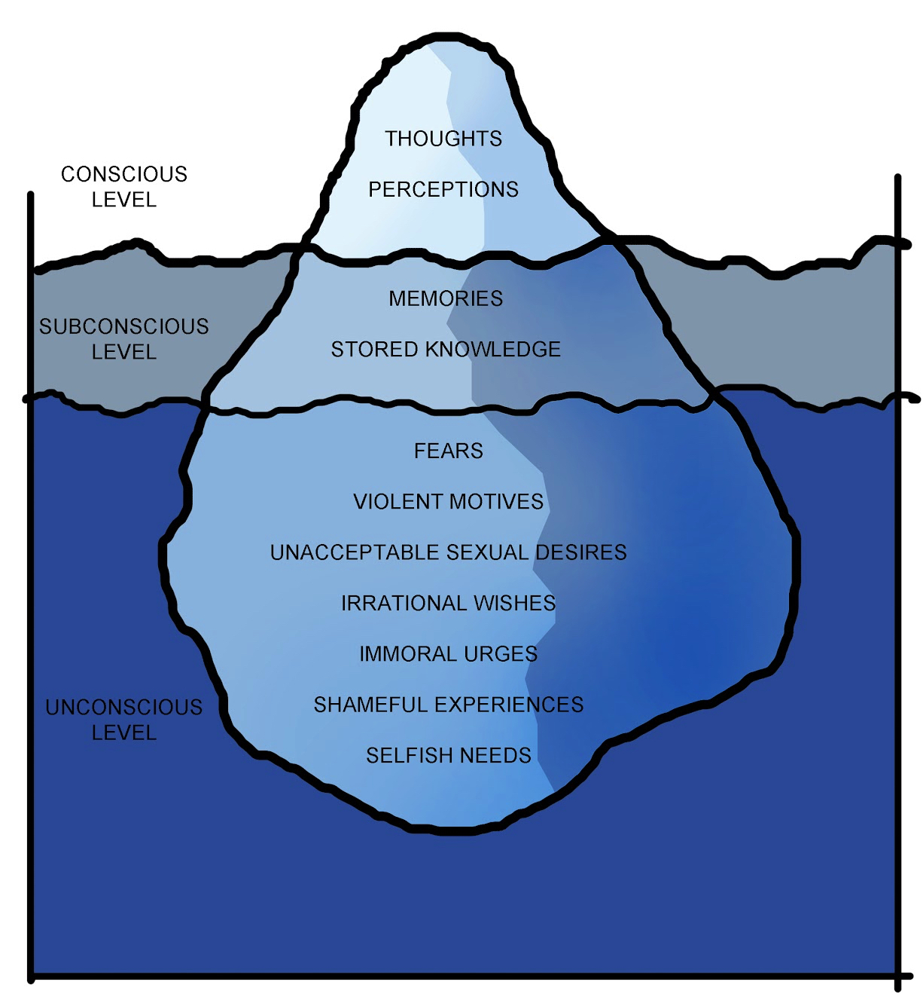 THOUGHTS
PERCEPTIONS
CONSCIOUS
LEVEL
MEMORIES
STORED KNOWLEDGE
SUBCONSCIOUS
LEVEL
FEARS
VIOLENT MOTIVES
UNACCEPTABLE SEXUAL DESIRES
IRRATIONAL WISHES
IMMORAL URGES
SHAMEFUL EXPERIENCES
SELFISH NEEDS
UNCONSCIOUS
LEVEL